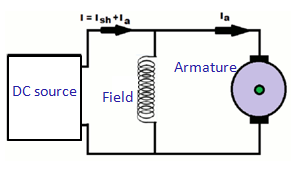 I = Ish + Ia
Ia
Armature
DC source
Field